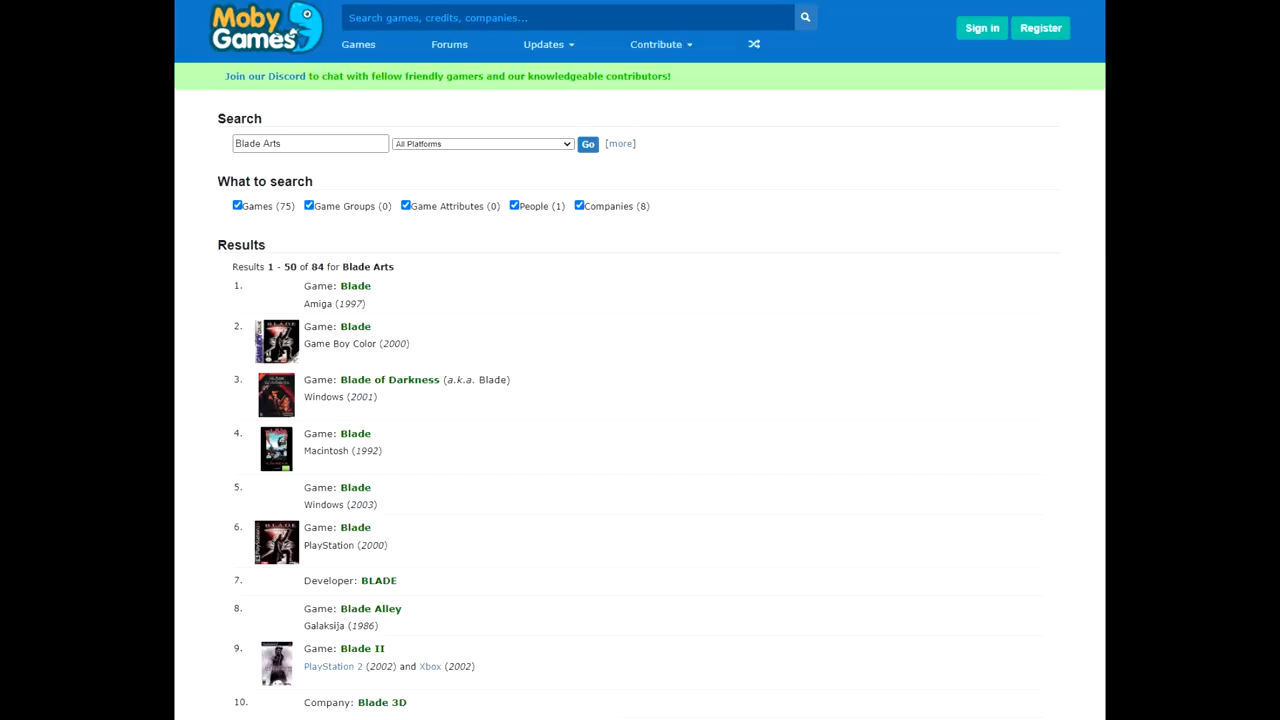 Moby
Games
Search games, credits, companies...
Games Forums Updates Contribute
Sign in Register
Join our Discord to chat with fellow friendly gamers and our knowledgeable contributors!
Search
Blade Arts All Platforms Go [more]
What to search
Games (75) Game Groups (0) Game Attributes (0) People (1) Companies (8)
Results
Results 1 - 50 of 84 for Blade Arts
1. Game: Blade
Amiga (1997)
2. Game: Blade
Game Boy Color (2000)
3. Game: Blade of Darkness (a.k.a. Blade)
Windows (2001)
4. Game: Blade
Macintosh (1992)
5. Game: Blade
Windows (2003)
6. Game: Blade
PlayStation (2000)
7. Developer: BLADE
8. Game: Blade Alley
Galaksija (1986)
9. Game: Blade II
PlayStation 2 (2002) and Xbox (2002)
10. Company: Blade 3D